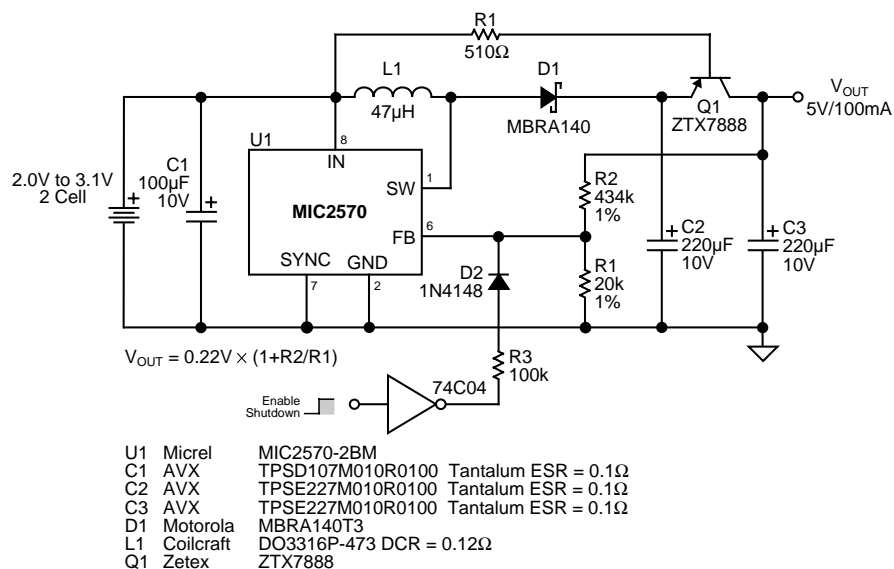 R1
510Ω
L1
47µH
D1
MBRA140
Q1
ZTX7888
VOUT
5V/100mA
U1
8
IN
2.0V to 3.1V
2 Cell
+
C1
100µF
10V
+
MIC2570
SW
1
FB
6
SYNC
7
GND
2
R2
434k
1%
R1
20k
1%
D2
1N4148
C2
220µF
10V
+
C3
220µF
10V
+
VOUT = 0.22V × (1+R2/R1)
R3
100k
74C04
Enable
Shutdown
U1 Micrel MIC2570-2BM
C1 AVX TPSD107M010R0100 Tantalum ESR = 0.1Ω
C2 AVX TPSE227M010R0100 Tantalum ESR = 0.1Ω
C3 AVX TPSE227M010R0100 Tantalum ESR = 0.1Ω
D1 Motorola MBRA140T3
L1 Coilcraft DO3316P-473 DCR = 0.12Ω
Q1 Zetex ZTX7888